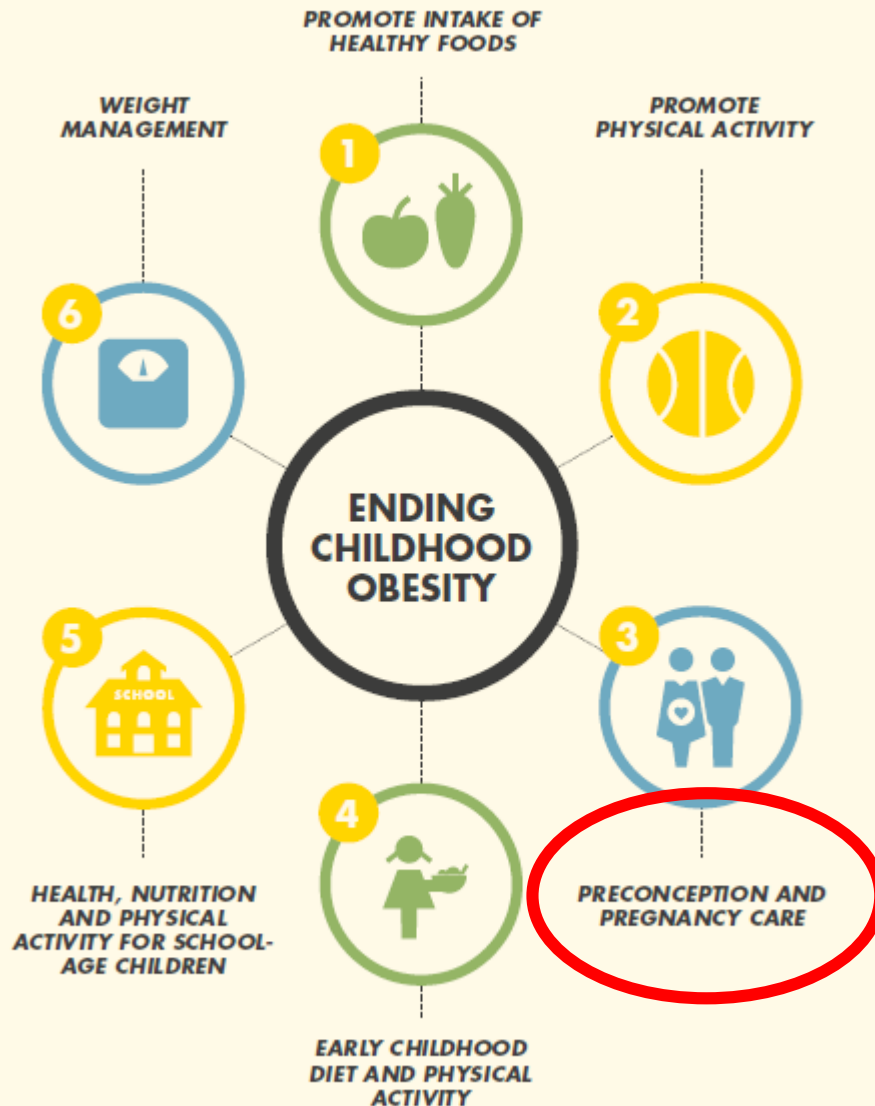 PROMOTE INTAKE OF
HEALTHY FOODS
WEIGHT
MANAGEMENT
PROMOTE
PHYSICAL ACTIVITY
1
6
2
ENDING
CHILDHOOD
OBESITY
5
SCHOOL
3
4
HEALTH, NUTRITION
AND PHYSICAL
ACTIVITY FOR SCHOOL-
AGE CHILDREN
PRECONCEPTION AND
PREGNANCY CARE
EARLY CHILDHOOD
DIET AND PHYSICAL
ACTIVITY